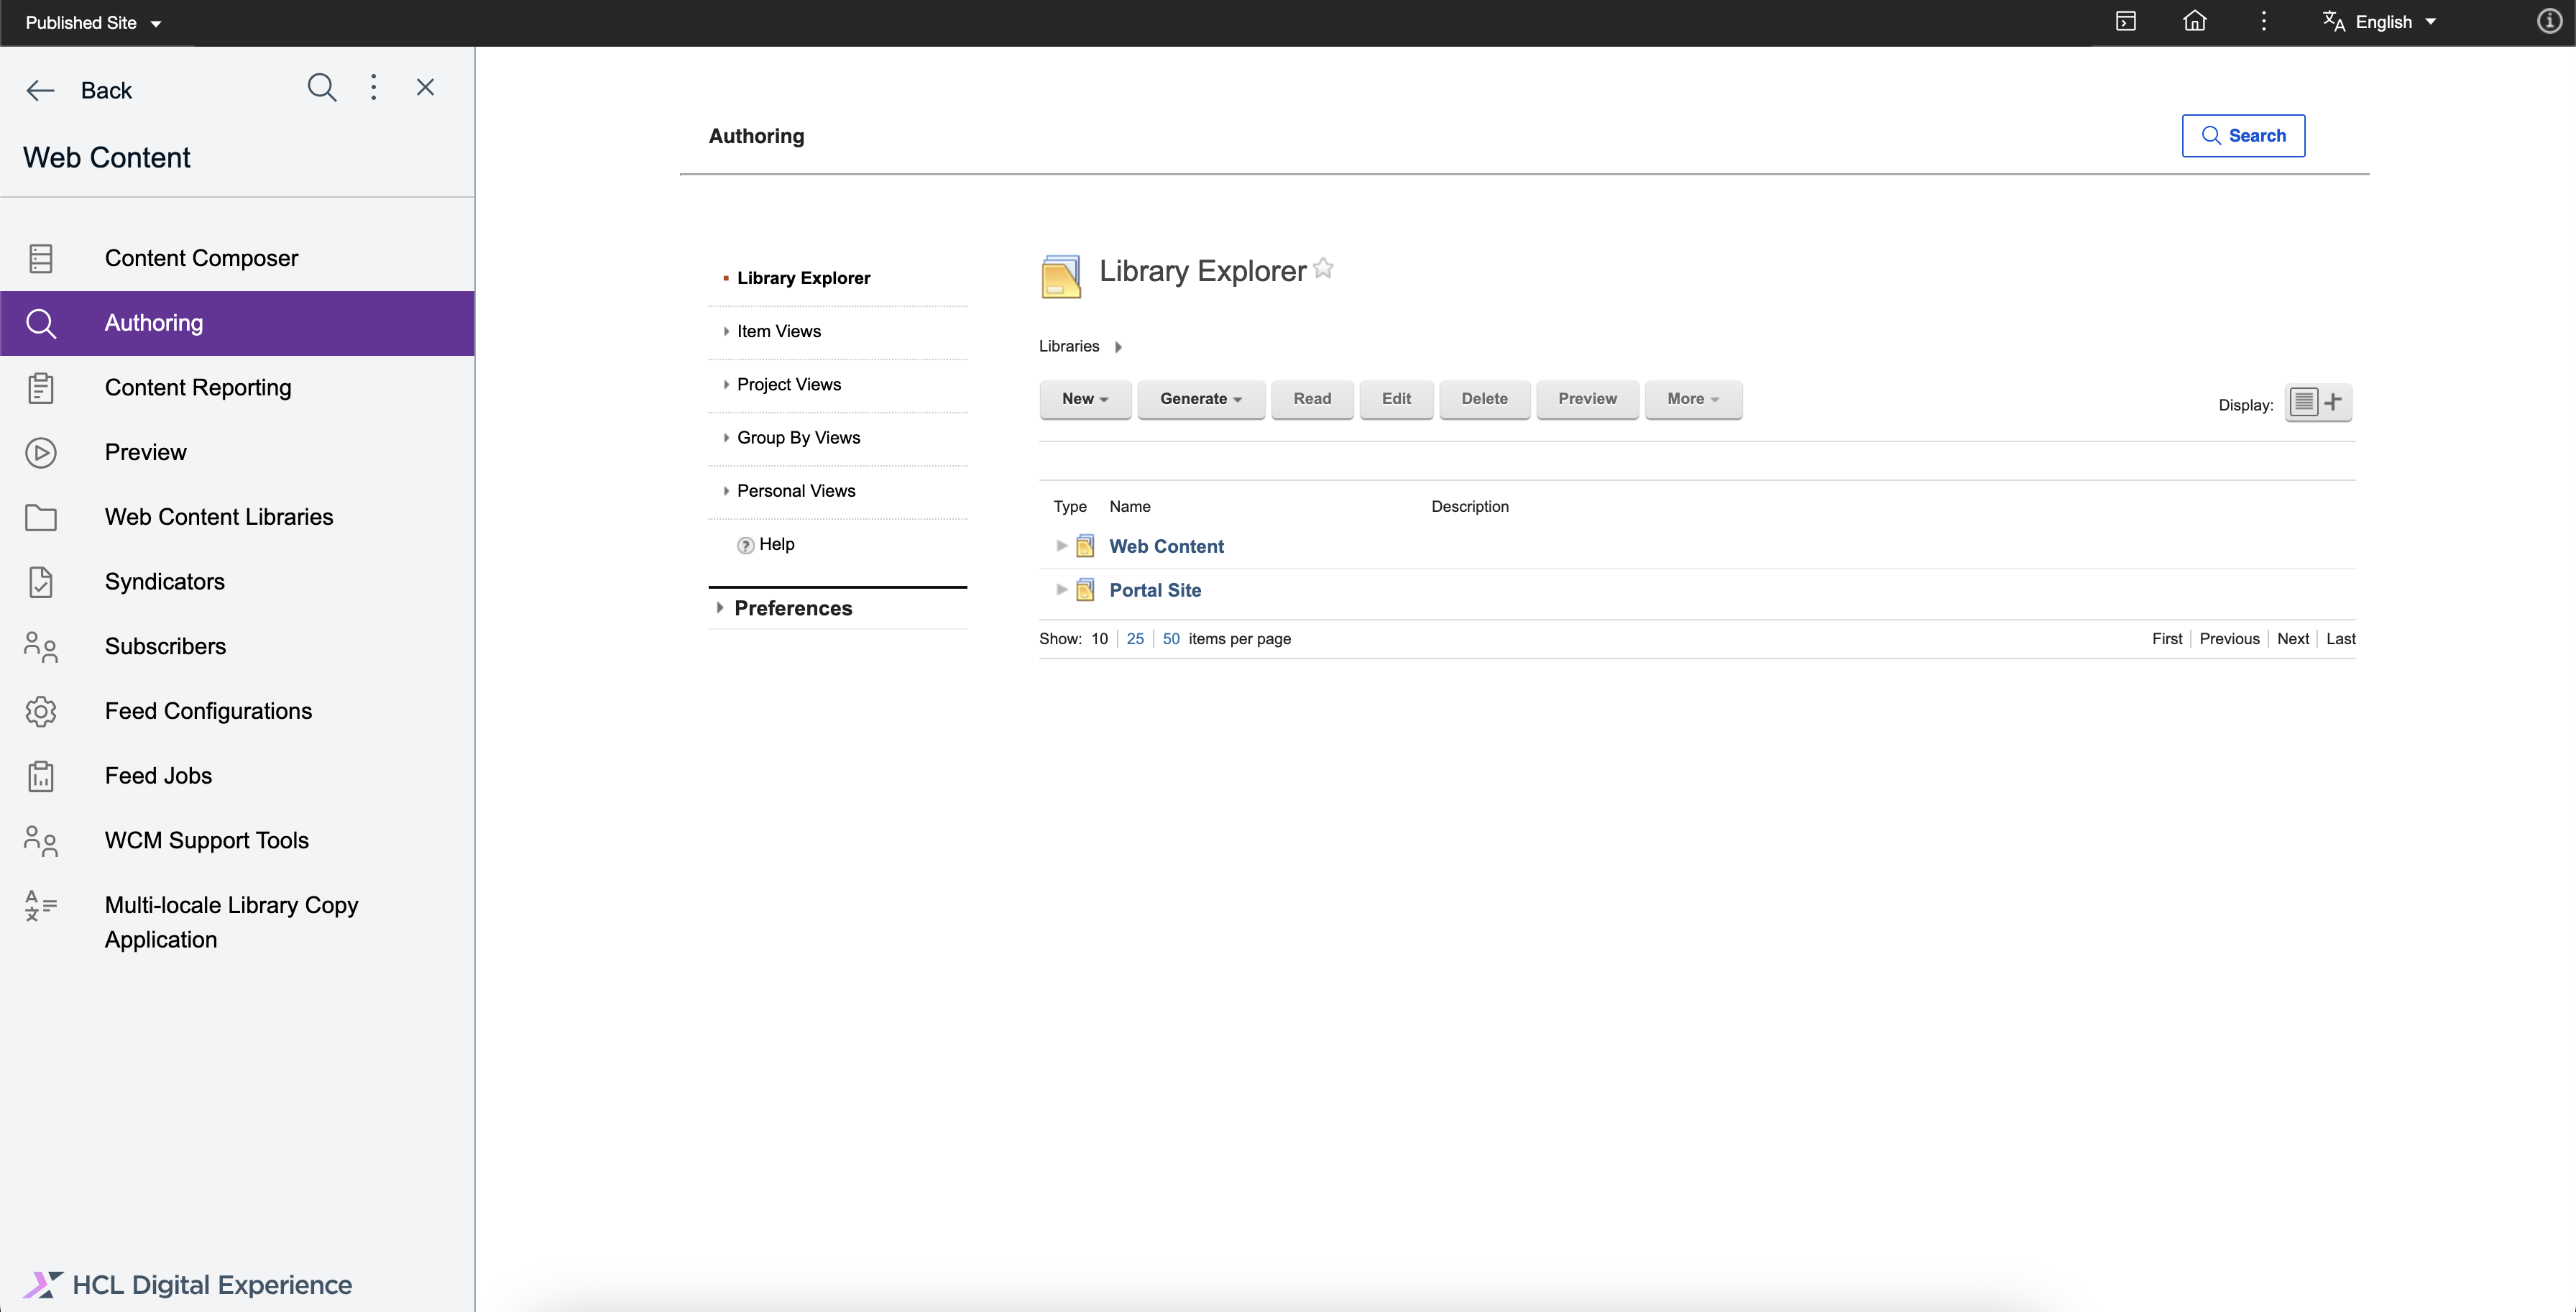 Published Site
English
Back
Web Content
Content Composer
Authoring
Content Reporting
Preview
Web Content Libraries
Syndicators
Subscribers
Feed Configurations
Feed Jobs
WCM Support Tools
Multi-locale Library Copy
Application
HCL Digital Experience
Authoring
Search
Library Explorer
Item Views
Project Views
Group By Views
Personal Views
Help
Preferences
Library Explorer
Libraries
New Generate Read Edit Delete Preview More Display:
Type Name Description
Web Content
Portal Site
Show: 10 25 50 items per page First Previous Next Last